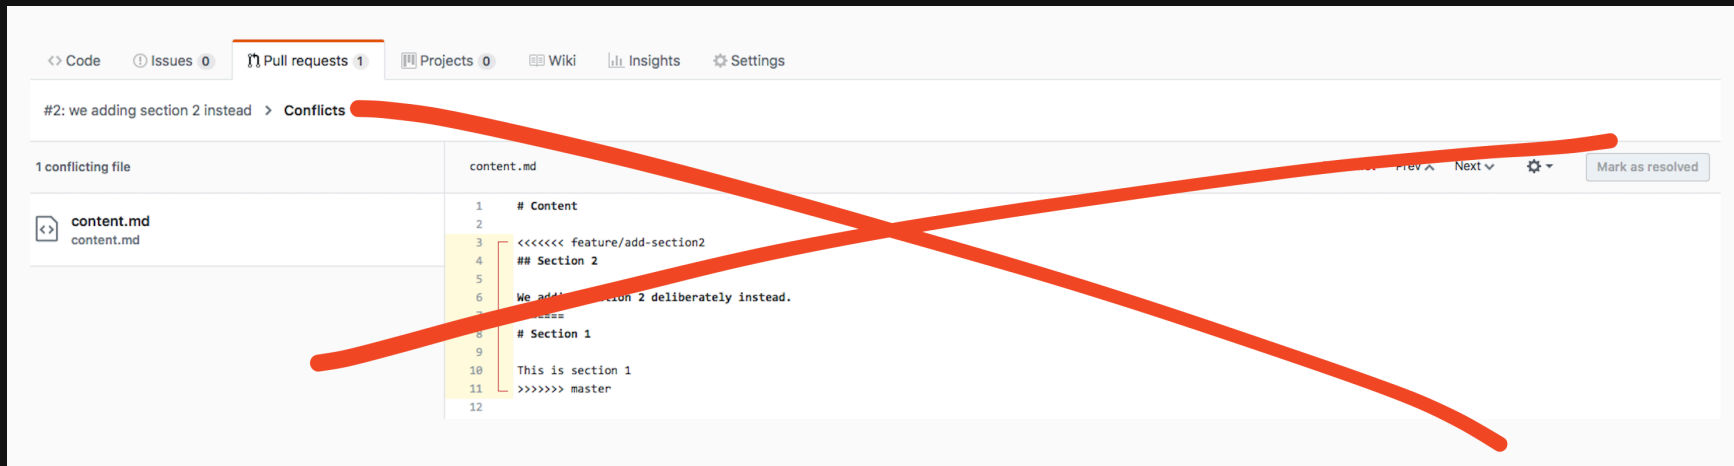 Code Issues 0 Pull requests 1 Projects 0 Wiki Insights Settings
#2: we adding section 2 instead > Conflicts
1 conflicting file
content.md
content.md
content.md Prev Next Mark as resolved
1 # Content
2
3 <<<<<<< feature/add-section2
4 ## Section 2
5
6 We 2 deliberately instead.
7
8 # Section 1
9
10 This is section 1
11 >>>>>>> master
12